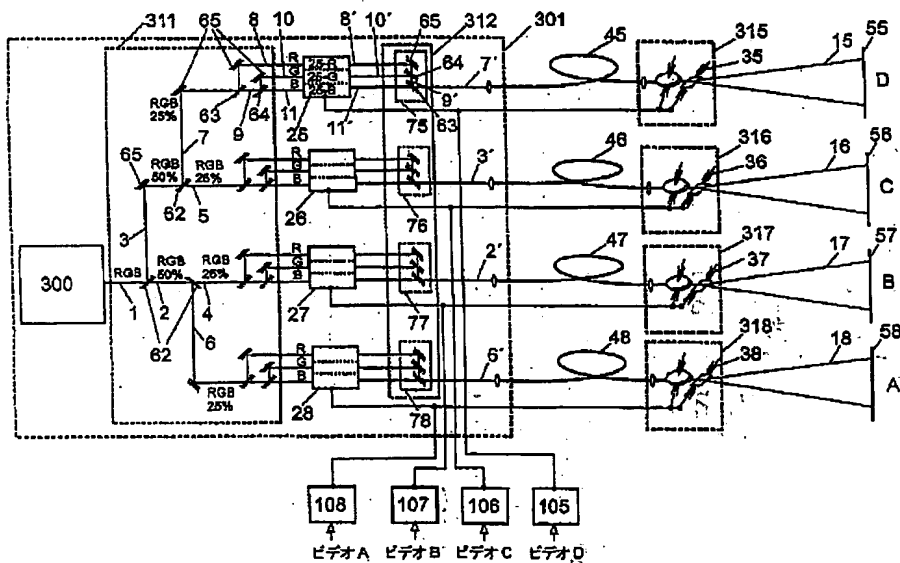 311 65 8 10 8' 10' 65 312 301 45 315 35 15 55
R
G
B
25-R
25-G
25-B
64 7' D
RGB
25%
63 9 64 11 25 11' 75 9' 63
65 RGB
50% RGB
25% 7
R
G
B
3' 46 316 36 16 56
C
3 62 5 26 76
300 RGB RGB
50% RGB
25%
R
G
B
2' 47 317 37 17 57
B
1 2 4 27 77
62 6
R
G
B
RGB
25%
28 78 6' 48 318 38 18 58
A
108 107 106 105
ビデオA ビデオB ビデオC ビデオD